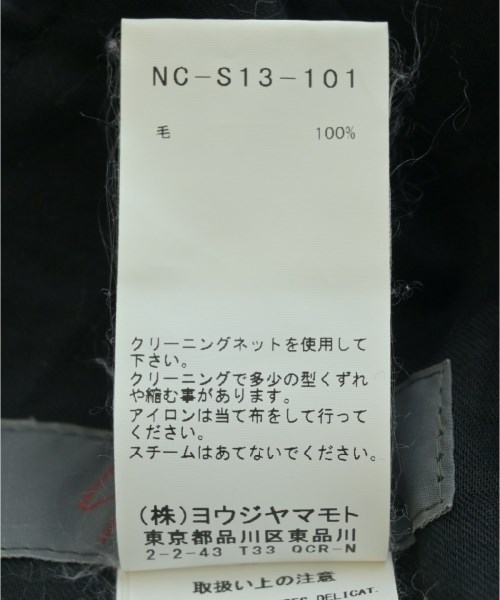 NC-S13-101
毛 100%
クリーニングネットを使用して
下さい。
クリーニングで多少の型くずれ
や縮む事があります。
アイロンは当て布をして行って
ください。
スチームはあてないでください。
(株)ヨウジヤマモト
東京都品川区東品川
2-2-43 T33 QCR-N
取扱い上の注意
DELICAT.